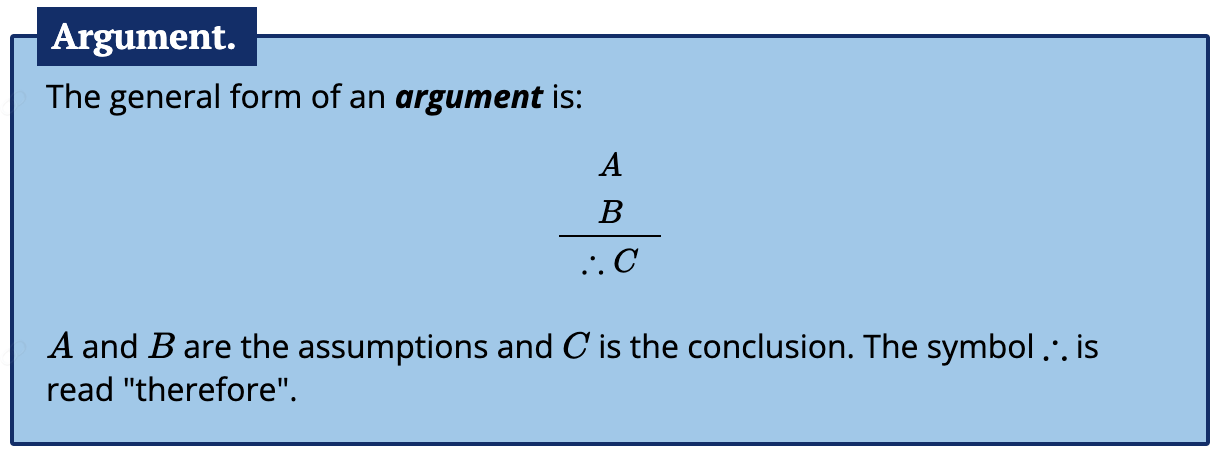 Argument.
The general form of an argument is:
A
B
∴ C
A and B are the assumptions and C is the conclusion. The symbol ∴ is
read "therefore".